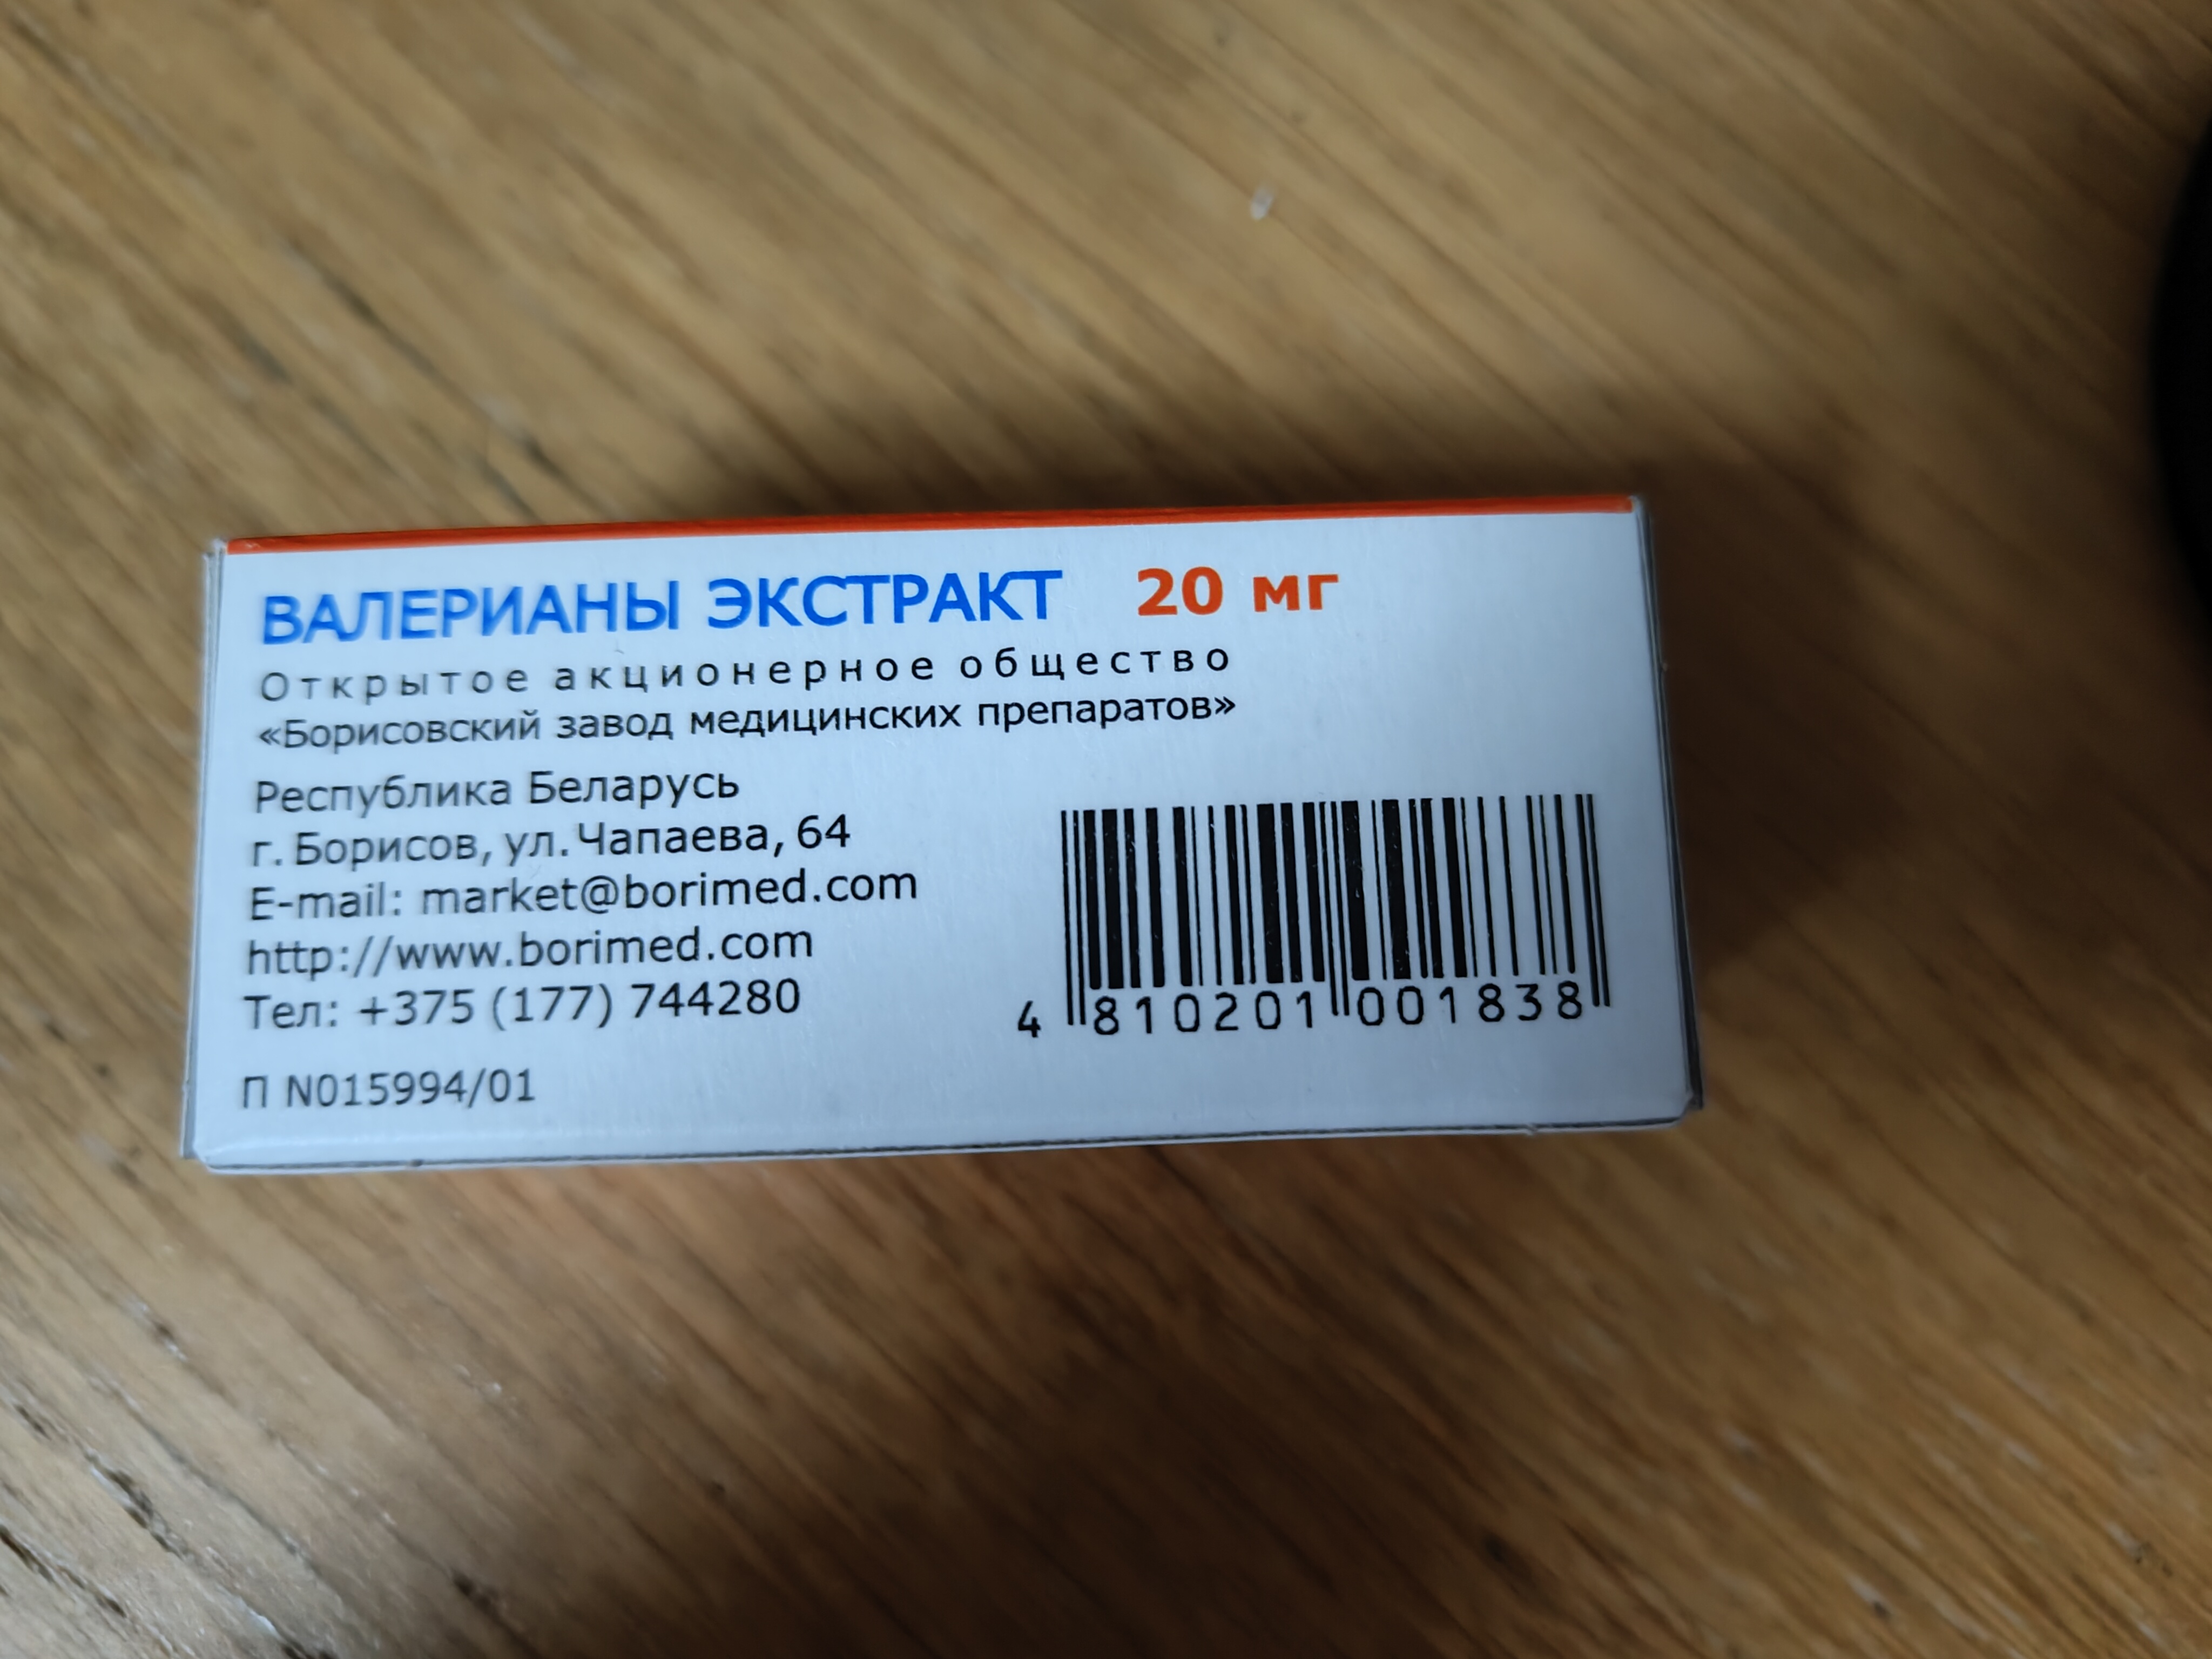 ВАЛЕРИАНЫ ЭКСТРАКТ 20 мг
Открытое акционерное общество
«Борисовский завод медицинских препаратов»
Республика Беларусь
г. Борисов, ул. Чапаева, 64
E-mail: market@borimed.com
http://www.borimed.com
Тел: +375 (177) 744280
4 810201 001838
П N015994/01